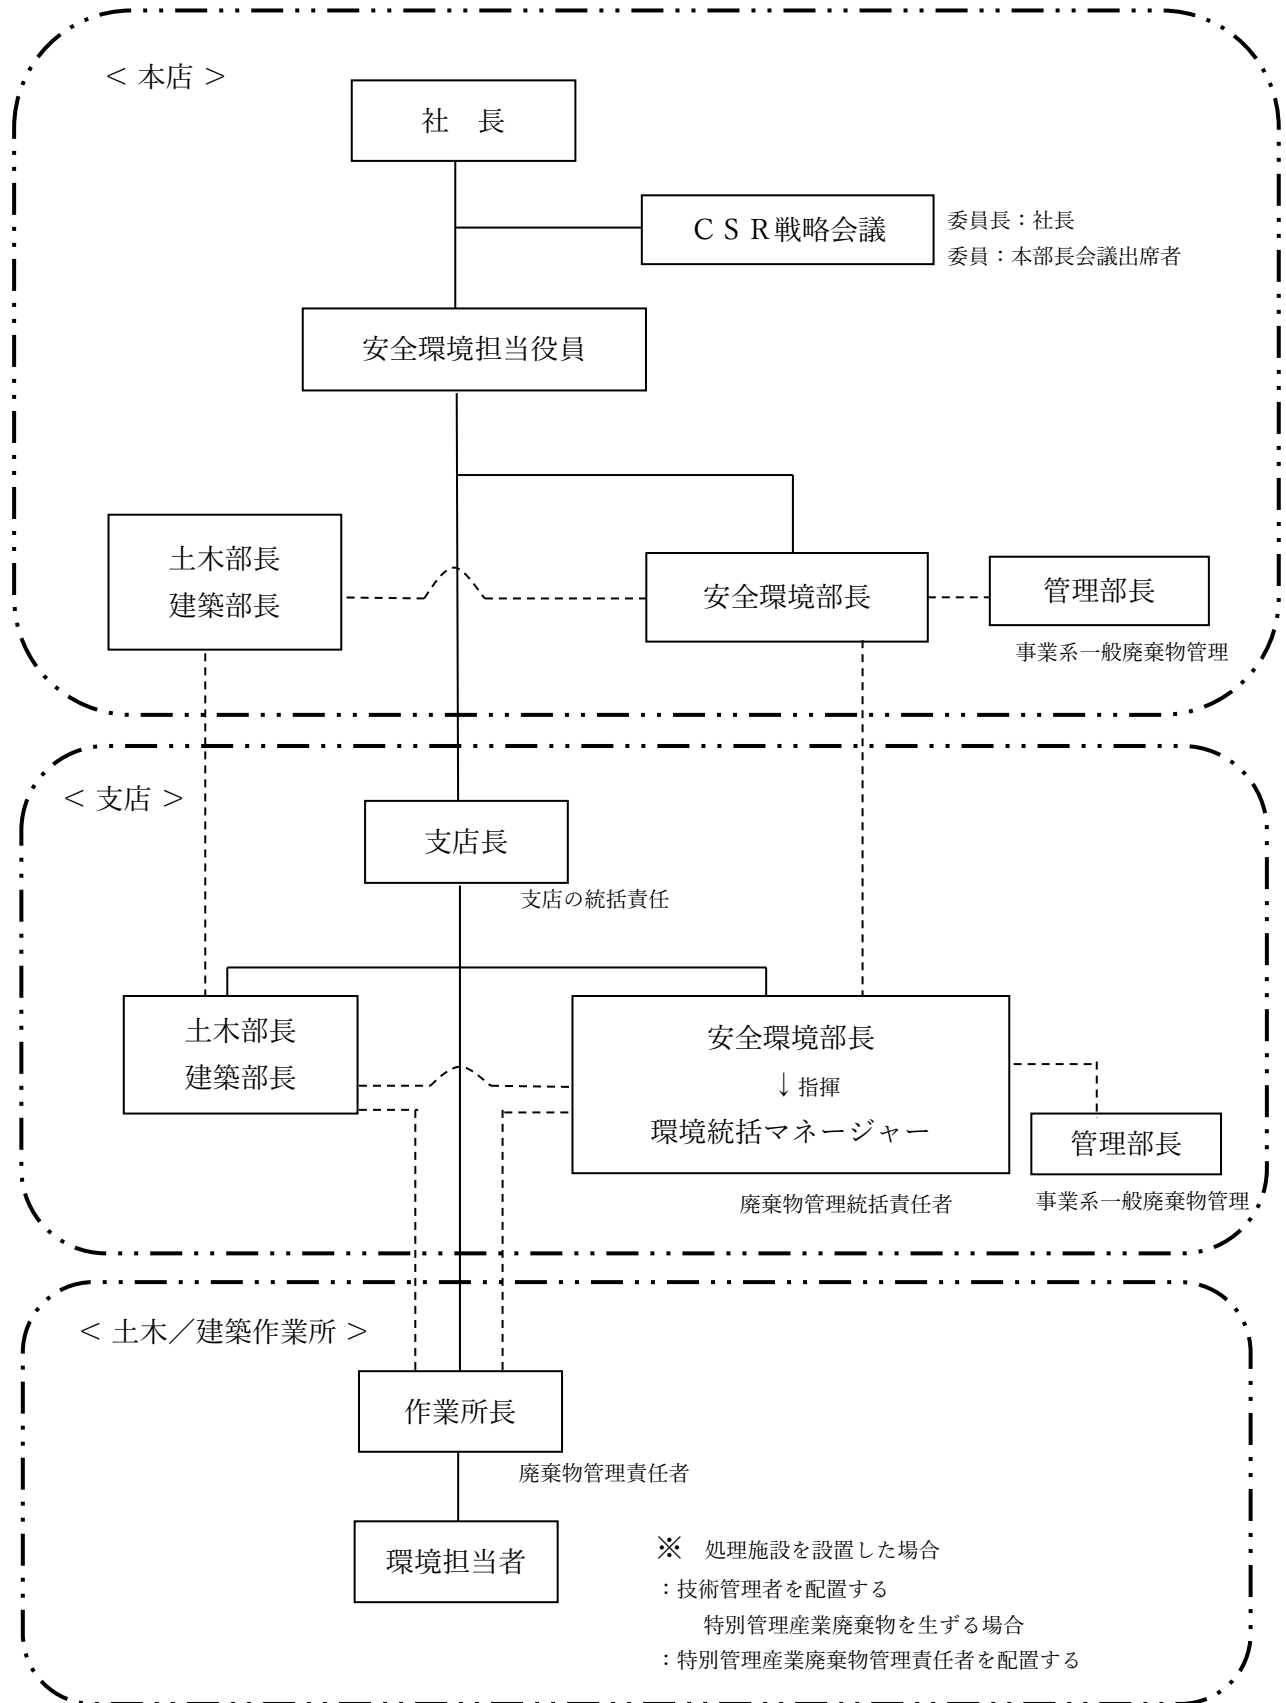 ＜ 本店 ＞
社　長
ＣＳＲ戦略会議
委員長：社長
委員：本部長会議出席者
安全環境担当役員
土木部長
建築部長
安全環境部長
管理部長
事業系一般廃棄物管理
＜ 支店 ＞
支店長
支店の統括責任
土木部長
建築部長
安全環境部長
↓ 指揮
環境統括マネージャー
廃棄物管理統括責任者
管理部長
事業系一般廃棄物管理
＜ 土木／建築作業所 ＞
作業所長
廃棄物管理責任者
環境担当者
※　処理施設を設置した場合
：技術管理者を配置する
特別管理産業廃棄物を生ずる場合
：特別管理産業廃棄物管理責任者を配置する